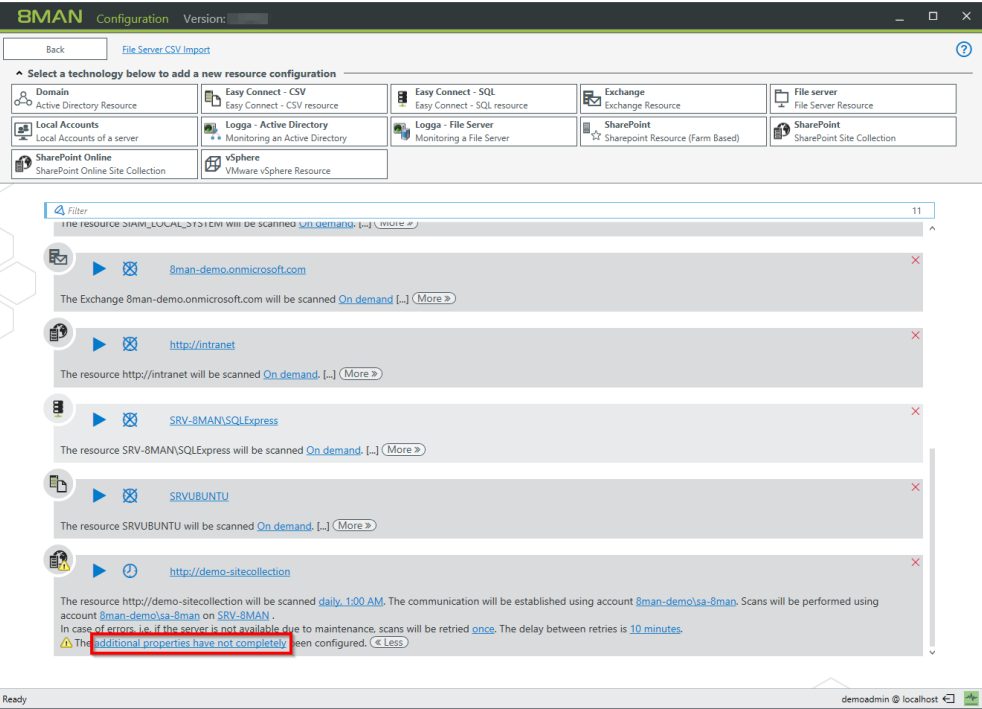 8MAN Configuration Version:
Back File Server CSV Import
Select a technology below to add a new resource configuration
Domain
Active Directory Resource
Easy Connect - CSV
Easy Connect - CSV resource
Easy Connect - SQL
Easy Connect - SQL resource
Exchange
Exchange Resource
File server
File Server Resource
Local Accounts
Local Accounts of a server
Logga - Active Directory
Monitoring an Active Directory
Logga - File Server
Monitoring a File Server
SharePoint
Sharepoint Resource (Farm Based)
SharePoint
SharePoint Site Collection
SharePoint Online
SharePoint Online Site Collection
vSphere
VMware vSphere Resource
Filter 11
The resource SIAM_LOCAL_SYSTEM will be scanned On demand. [...] More »
8man-demo.onmicrosoft.com
The Exchange 8man-demo.onmicrosoft.com will be scanned On demand [...] More »
http://intranet
The resource http://intranet will be scanned On demand. [...] More »
SRV-8MAN\SQLExpress
The resource SRV-8MAN\SQLExpress will be scanned On demand. [...] More »
SRVUBUNTU
The resource SRVUBUNTU will be scanned On demand. [...] More »
http://demo-sitecollection
The resource http://demo-sitecollection will be scanned daily, 1:00 AM. The communication will be established using account 8man-demo\sa-8man. Scans will be performed using
account 8man-demo\sa-8man on SRV-8MAN .
In case of errors, i.e. if the server is not available due to maintenance, scans will be retried once. The delay between retries is 10 minutes.
The additional properties have not completely been configured. « Less
Ready demoadmin @ localhost